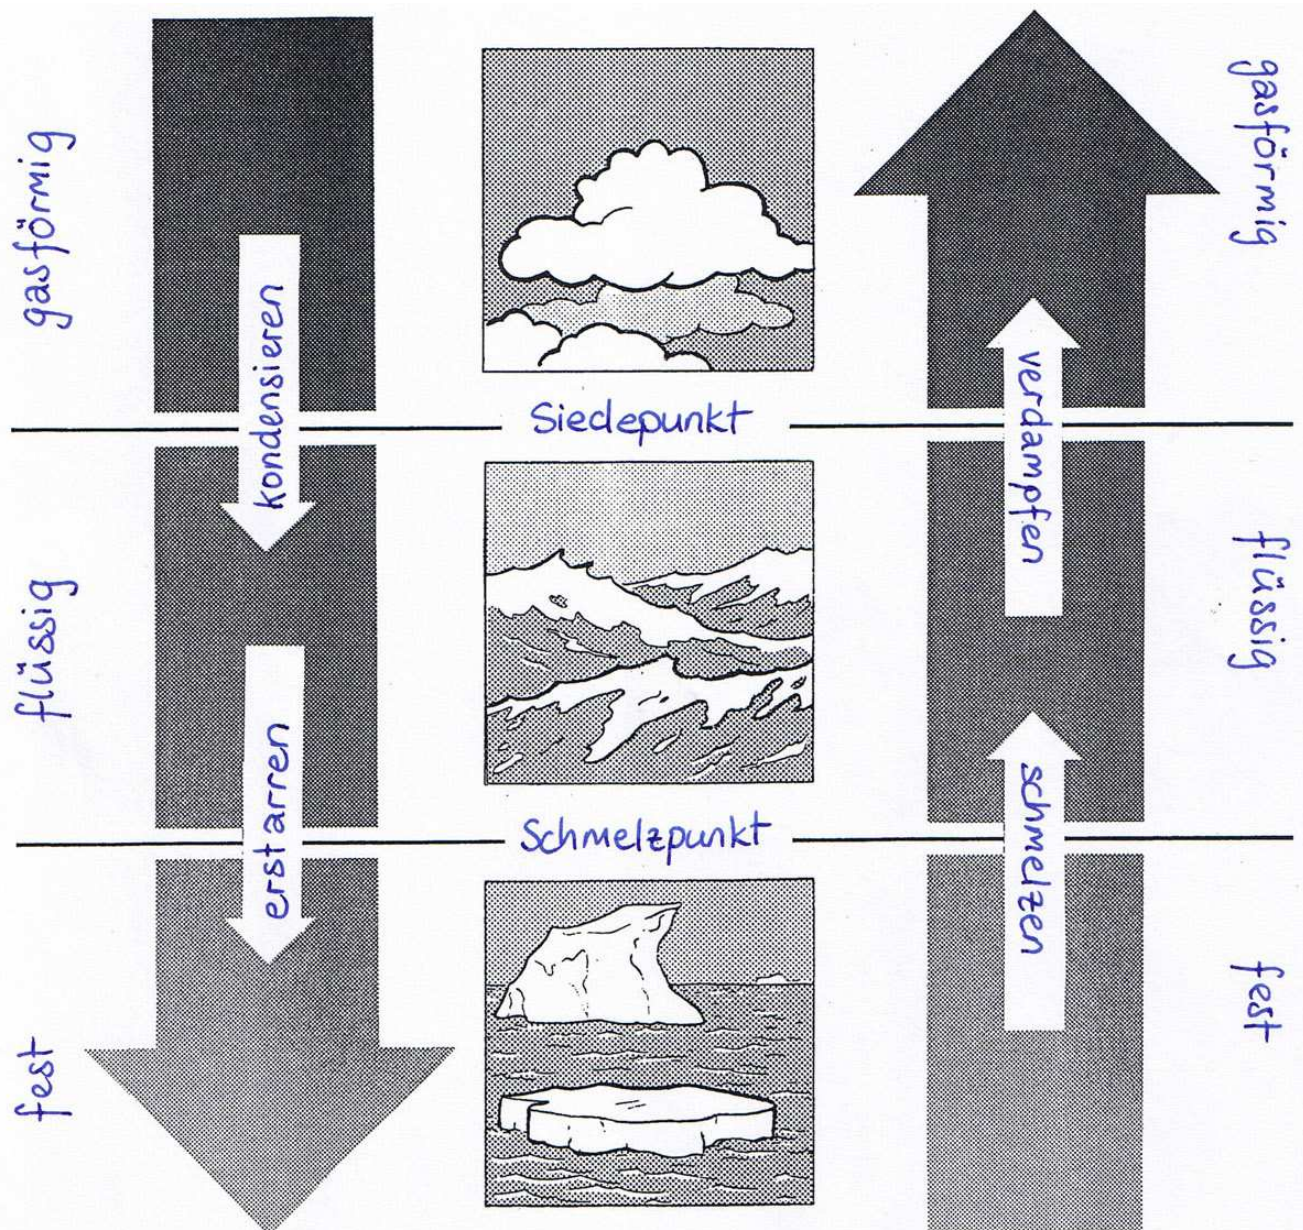 gasförmig
kondensieren
Siedepunkt
verdampfen
gasförmig
flüssig
erstarren
Schmelzpunkt
schmelzen
flüssig
fest
fest